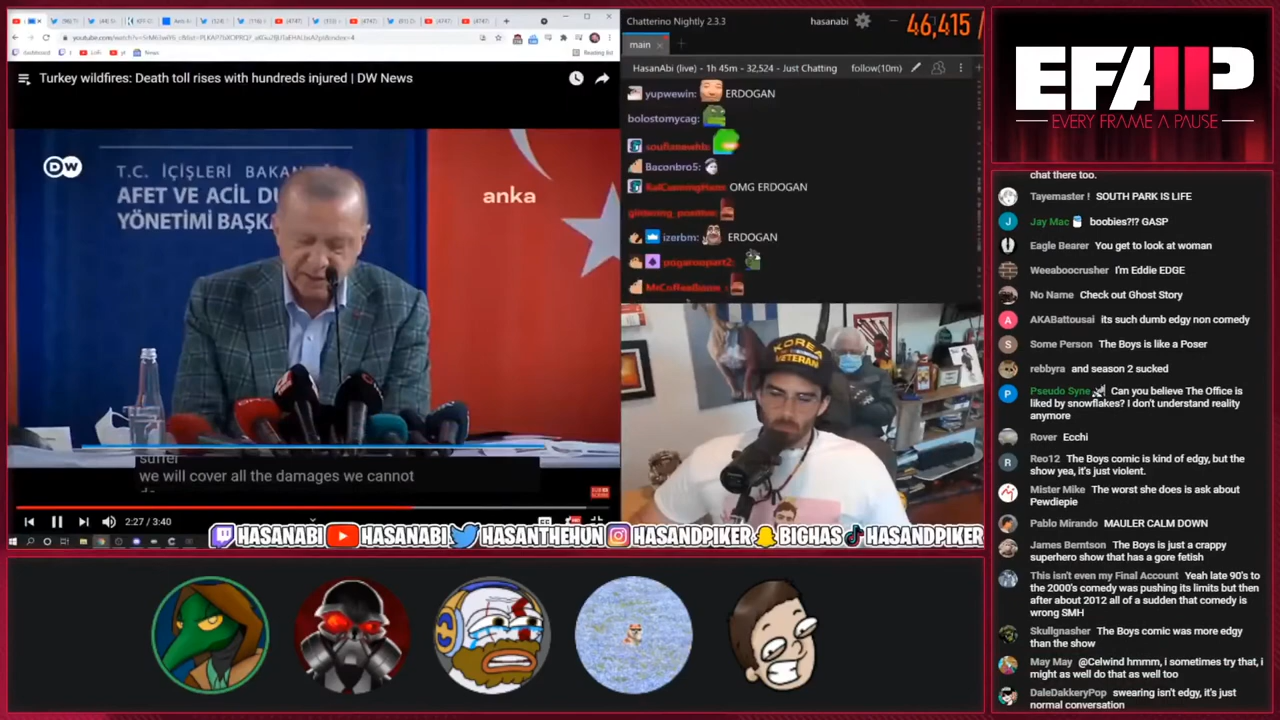 Turkey wildfires: Death toll rises with hundreds injured | DW News
DW
T.C. İÇİŞLERİ BAKAN
AFET VE ACİL DU
YÖNETİMİ BAŞKA
anka
we will cover all the damages we cannot
2:27 / 3:40
Reading list
Chatterino Nightly 2.3.3
hasanabi
46,415 /
main
HasanAbi (live) - 1h 45m - 32,524 - Just Chatting
follow(10m)
yupwewin: ERDOGAN
bolostomycag:
Baconbro5:
OMG ERDOGAN
izerbm: ERDOGAN
KOREA
VETERAN
HASANABI HASANABI HASANTHEHUN HASANDPIKER BIGHAS HASANDPIKER
EFAP
EVERY FRAME A PAUSE
chat there too.
Tayemaster ! SOUTH PARK IS LIFE
Jay Mac boobies?!? GASP
Eagle Bearer You get to look at woman
Weeaboocrusher I'm Eddie EDGE
No Name Check out Ghost Story
AKABattousai its such dumb edgy non comedy
Some Person The Boys is like a Poser
rebbyra and season 2 sucked
Pseudo Syne Can you believe The Office is
liked by snowflakes? I don't understand reality
anymore
Rover Ecchi
Reo12 The Boys comic is kind of edgy, but the
show yea, it's just violent.
Mister Mike The worst she does is ask about
Pewdiepie
Pablo Mirando MAULER CALM DOWN
James Berntson The Boys is just a crappy
superhero show that has a gore fetish
This isn't even my Final Account Yeah late 90's to
the 2000's comedy was pushing its limits but then
after about 2012 all of a sudden that comedy is
wrong SMH
Skullgnasher The Boys comic was more edgy
than the show
May May @Celwind hmmm, i sometimes try that, i
might as well do that as well too
DaleDakkeryPop swearing isn't edgy, it's just
normal conversation